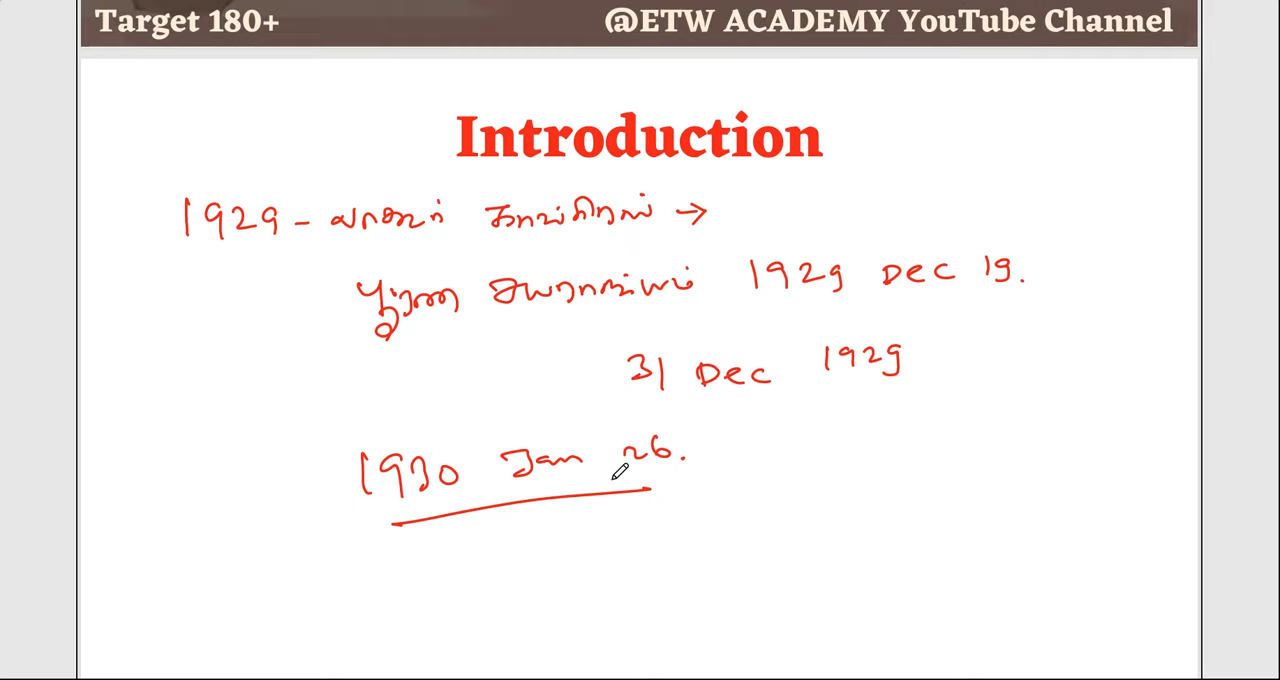 Target 180+ @ETW ACADEMY YouTube Channel
Introduction
1929 - லாகூர் காங்கிரஸ் →
பூரண சுயராஜ்யம் 1929 Dec 19.
31 Dec 1929
1930 Jan 26.